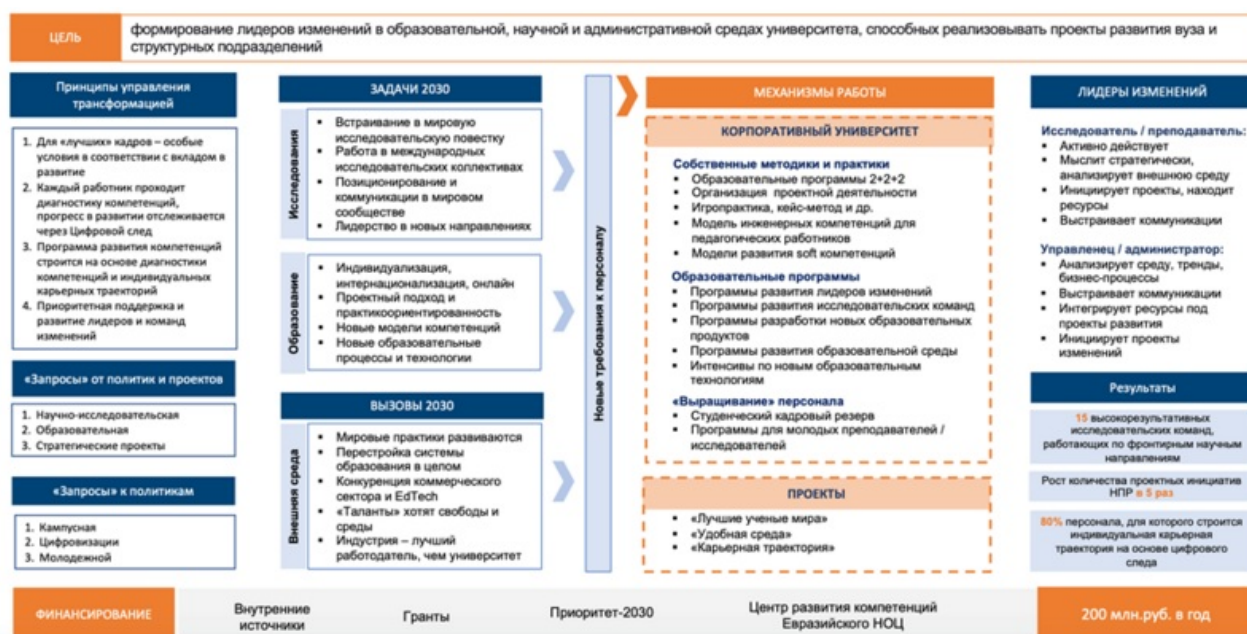 ЦЕЛЬ
формирование лидеров изменений в образовательной, научной и административной средах университета, способных реализовывать проекты развития вуза и
структурных подразделений
Принципы управления
трансформацией
1. Для «лучших» кадров – особые
условия в соответствии с вкладом в
развитие
2. Каждый работник проходит
диагностику компетенций,
прогресс в развитии отслеживается
через Цифровой след
3. Программа развития компетенций
строится на основе диагностики
компетенций и индивидуальных
карьерных траекторий
4. Приоритетная поддержка и
развитие лидеров и команд
изменений
«Запросы» от политик и проектов
1. Научно-исследовательская
2. Образовательная
3. Стратегические проекты
«Запросы» к политикам
1. Кампусная
2. Цифровизации
3. Молодежной
ЗАДАЧИ 2030
Исследования
▪ Встраивание в мировую
исследовательскую повестку
▪ Работа в международных
исследовательских коллективах
▪ Позиционирование и
коммуникации в мировом
сообществе
▪ Лидерство в новых направлениях
Образование
▪ Индивидуализация,
интернационализация, онлайн
▪ Проектный подход и
практикоориентированность
▪ Новые модели компетенций
▪ Новые образовательные
процессы и технологии
ВЫЗОВЫ 2030
Внешняя среда
▪ Мировые практики развиваются
▪ Перестройка системы
образования в целом
▪ Конкуренция коммерческого
сектора и EdTech
▪ «Таланты» хотят свободы и
среды
▪ Индустрия – лучший
работодатель, чем университет
Новые требования к персоналу
МЕХАНИЗМЫ РАБОТЫ
КОРПОРАТИВНЫЙ УНИВЕРСИТЕТ
Собственные методики и практики
▪ Образовательные программы 2+2+2
▪ Организация проектной деятельности
▪ Игропрактика, кейс-метод и др.
▪ Модель инженерных компетенций для
педагогических работников
▪ Модели развития soft компетенций
Образовательные программы
▪ Программы развития лидеров изменений
▪ Программы развития исследовательских команд
▪ Программы разработки новых образовательных
продуктов
▪ Программы развития образовательной среды
▪ Интенсивы по новым образовательным
технологиям
«Выращивание» персонала
▪ Студенческий кадровый резерв
▪ Программы для молодых преподавателей /
исследователей
ПРОЕКТЫ
▪ «Лучшие ученые мира»
▪ «Удобная среда»
▪ «Карьерная траектория»
ЛИДЕРЫ ИЗМЕНЕНИЙ
Исследователь / преподаватель:
▪ Активно действует
▪ Мыслит стратегически,
анализирует внешнюю среду
▪ Инициирует проекты, находит
ресурсы
▪ Выстраивает коммуникации
Управленец / администратор:
▪ Анализирует среду, тренды,
бизнес-процессы
▪ Выстраивает коммуникации
▪ Интегрирует ресурсы под
проекты развития
▪ Инициирует проекты
изменений
Результаты
15 высокорезультативных
исследовательских команд,
работающих по фронтирным научным
направлениям
Рост количества проектных инициатив
НПР в 5 раз
80% персонала, для которого строится
индивидуальная карьерная
траектория на основе цифрового
следа
ФИНАНСИРОВАНИЕ
Внутренние
источники
Гранты
Приоритет-2030
Центр развития компетенций
Евразийского НОЦ
200 млн.руб. в год